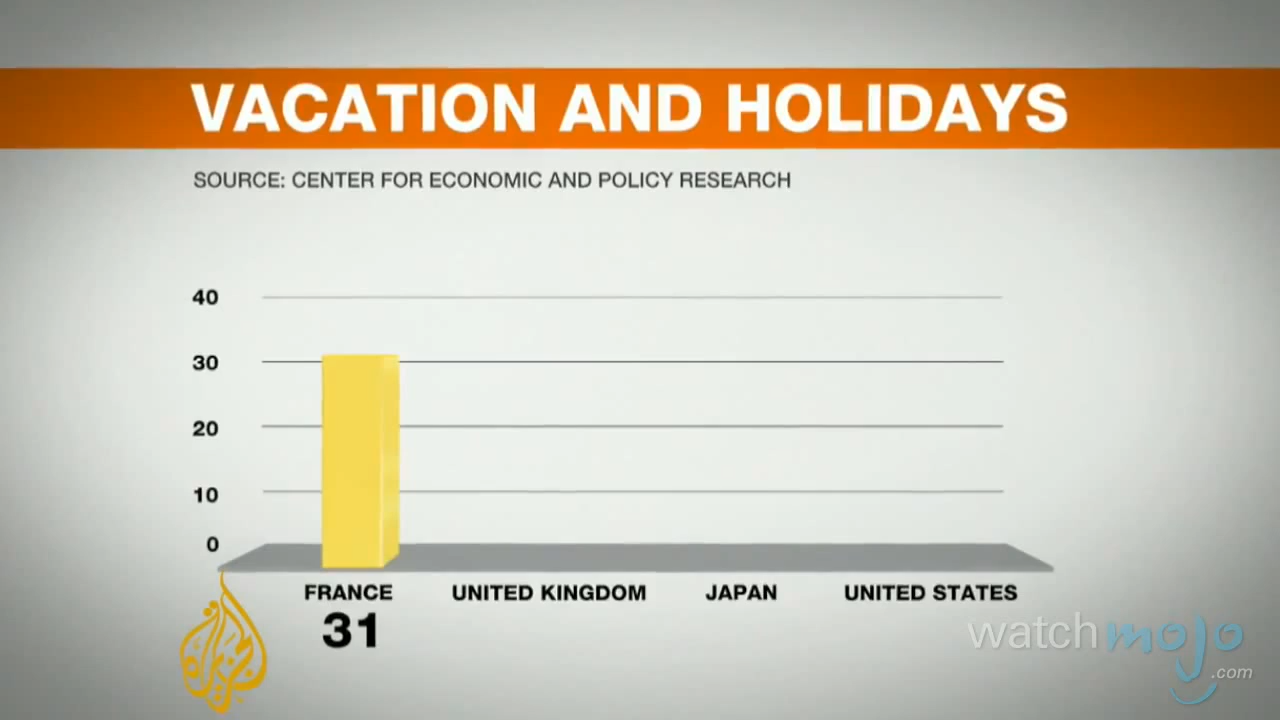 VACATION AND HOLIDAYS
SOURCE: CENTER FOR ECONOMIC AND POLICY RESEARCH
40
30
20
10
0
FRANCE UNITED KINGDOM JAPAN UNITED STATES
31
watchmojo
.com
الجزيرة